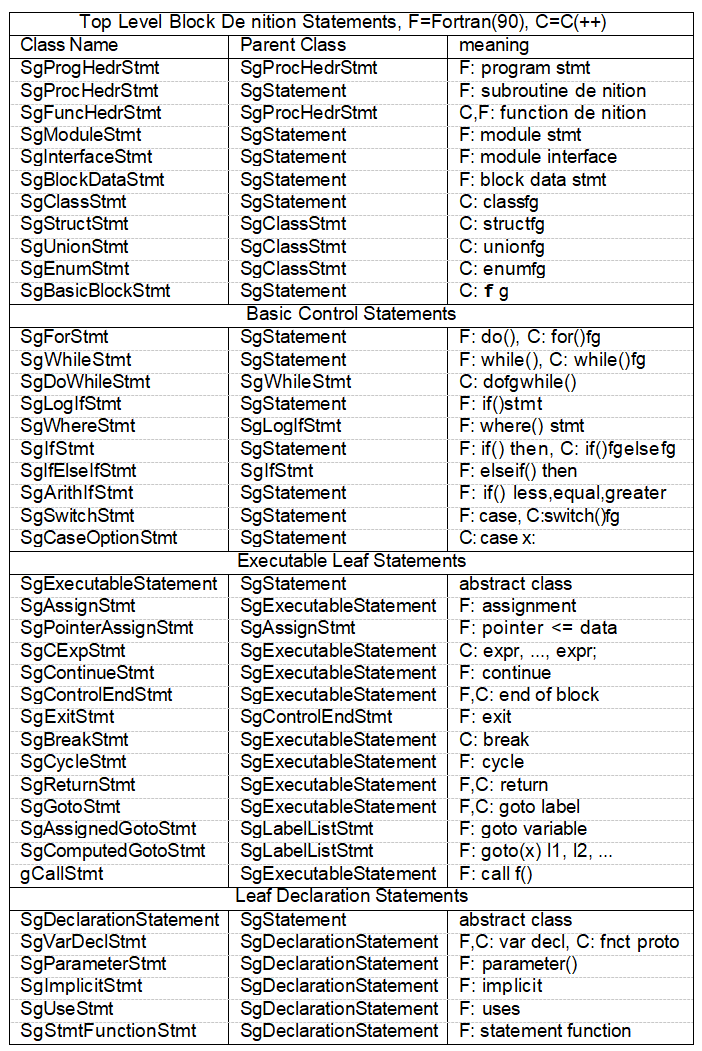 Top Level Block De nition Statements, F=Fortran(90), C=C(++)
Class Name Parent Class meaning
SgProgHedrStmt SgProcHedrStmt F: program stmt
SgProcHedrStmt SgStatement F: subroutine de nition
SgFuncHedrStmt SgProcHedrStmt C,F: function de nition
SgModuleStmt SgStatement F: module stmt
SgInterfaceStmt SgStatement F: module interface
SgBlockDataStmt SgStatement F: block data stmt
SgClassStmt SgStatement C: classfg
SgStructStmt SgClassStmt C: structfg
SgUnionStmt SgClassStmt C: unionfg
SgEnumStmt SgClassStmt C: enumfg
SgBasicBlockStmt SgStatement C: f g
Basic Control Statements
SgForStmt SgStatement F: do(), C: for()fg
SgWhileStmt SgStatement F: while(), C: while()fg
SgDoWhileStmt SgWhileStmt C: dofgwhile()
SgLogIfStmt SgStatement F: if()stmt
SgWhereStmt SgLogIfStmt F: where() stmt
SgIfStmt SgStatement F: if() then, C: if()fgelsefg
SgIfElseIfStmt SgIfStmt F: elseif() then
SgArithIfStmt SgStatement F: if() less,equal,greater
SgSwitchStmt SgStatement F: case, C:switch()fg
SgCaseOptionStmt SgStatement C: case x:
Executable Leaf Statements
SgExecutableStatement SgStatement abstract class
SgAssignStmt SgExecutableStatement F: assignment
SgPointerAssignStmt SgAssignStmt F: pointer <= data
SgCExpStmt SgExecutableStatement C: expr, ..., expr;
SgContinueStmt SgExecutableStatement F: continue
SgControlEndStmt SgExecutableStatement F,C: end of block
SgExitStmt SgControlEndStmt F: exit
SgBreakStmt SgExecutableStatement C: break
SgCycleStmt SgExecutableStatement F: cycle
SgReturnStmt SgExecutableStatement F,C: return
SgGotoStmt SgExecutableStatement F,C: goto label
SgAssignedGotoStmt SgLabelListStmt F: goto variable
SgComputedGotoStmt SgLabelListStmt F: goto(x) l1, l2, ...
gCallStmt SgExecutableStatement F: call f()
Leaf Declaration Statements
SgDeclarationStatement SgStatement abstract class
SgVarDeclStmt SgDeclarationStatement F,C: var decl, C: fnct proto
SgParameterStmt SgDeclarationStatement F: parameter()
SgImplicitStmt SgDeclarationStatement F: implicit
SgUseStmt SgDeclarationStatement F: uses
SgStmtFunctionStmt SgDeclarationStatement F: statement function